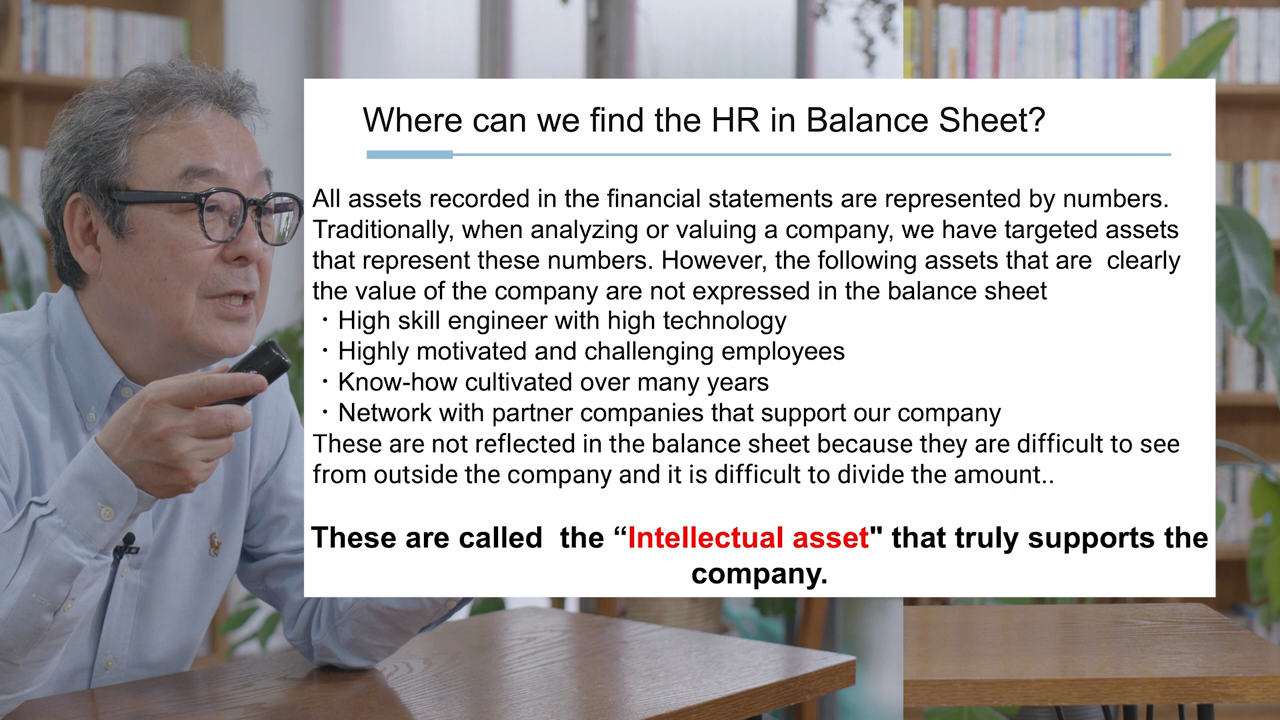 Where can we find the HR in Balance Sheet?
All assets recorded in the financial statements are represented by numbers.
Traditionally, when analyzing or valuing a company, we have targeted assets
that represent these numbers. However, the following assets that are  clearly
the value of the company are not expressed in the balance sheet
・High skill engineer with high technology
・Highly motivated and challenging employees
・Know-how cultivated over many years
・Network with partner companies that support our company
These are not reflected in the balance sheet because they are difficult to see
from outside the company and it is difficult to divide the amount..
These are called  the “Intellectual asset" that truly supports the
company.